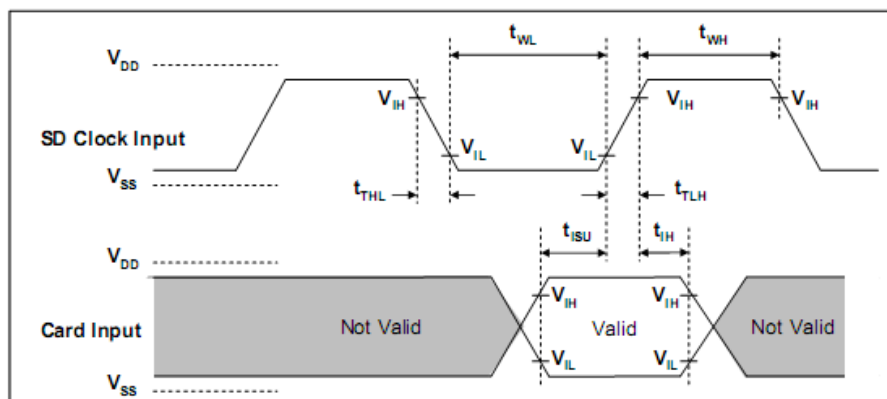 t_WL t_WH
V_DD
V_IH V_IH V_IH
SD Clock Input
V_IL V_IL
V_SS
t_THL t_TLH
t_ISU t_IH
V_DD
V_IH V_IH
Card Input Not Valid Valid Not Valid
V_IL V_IL
V_SS